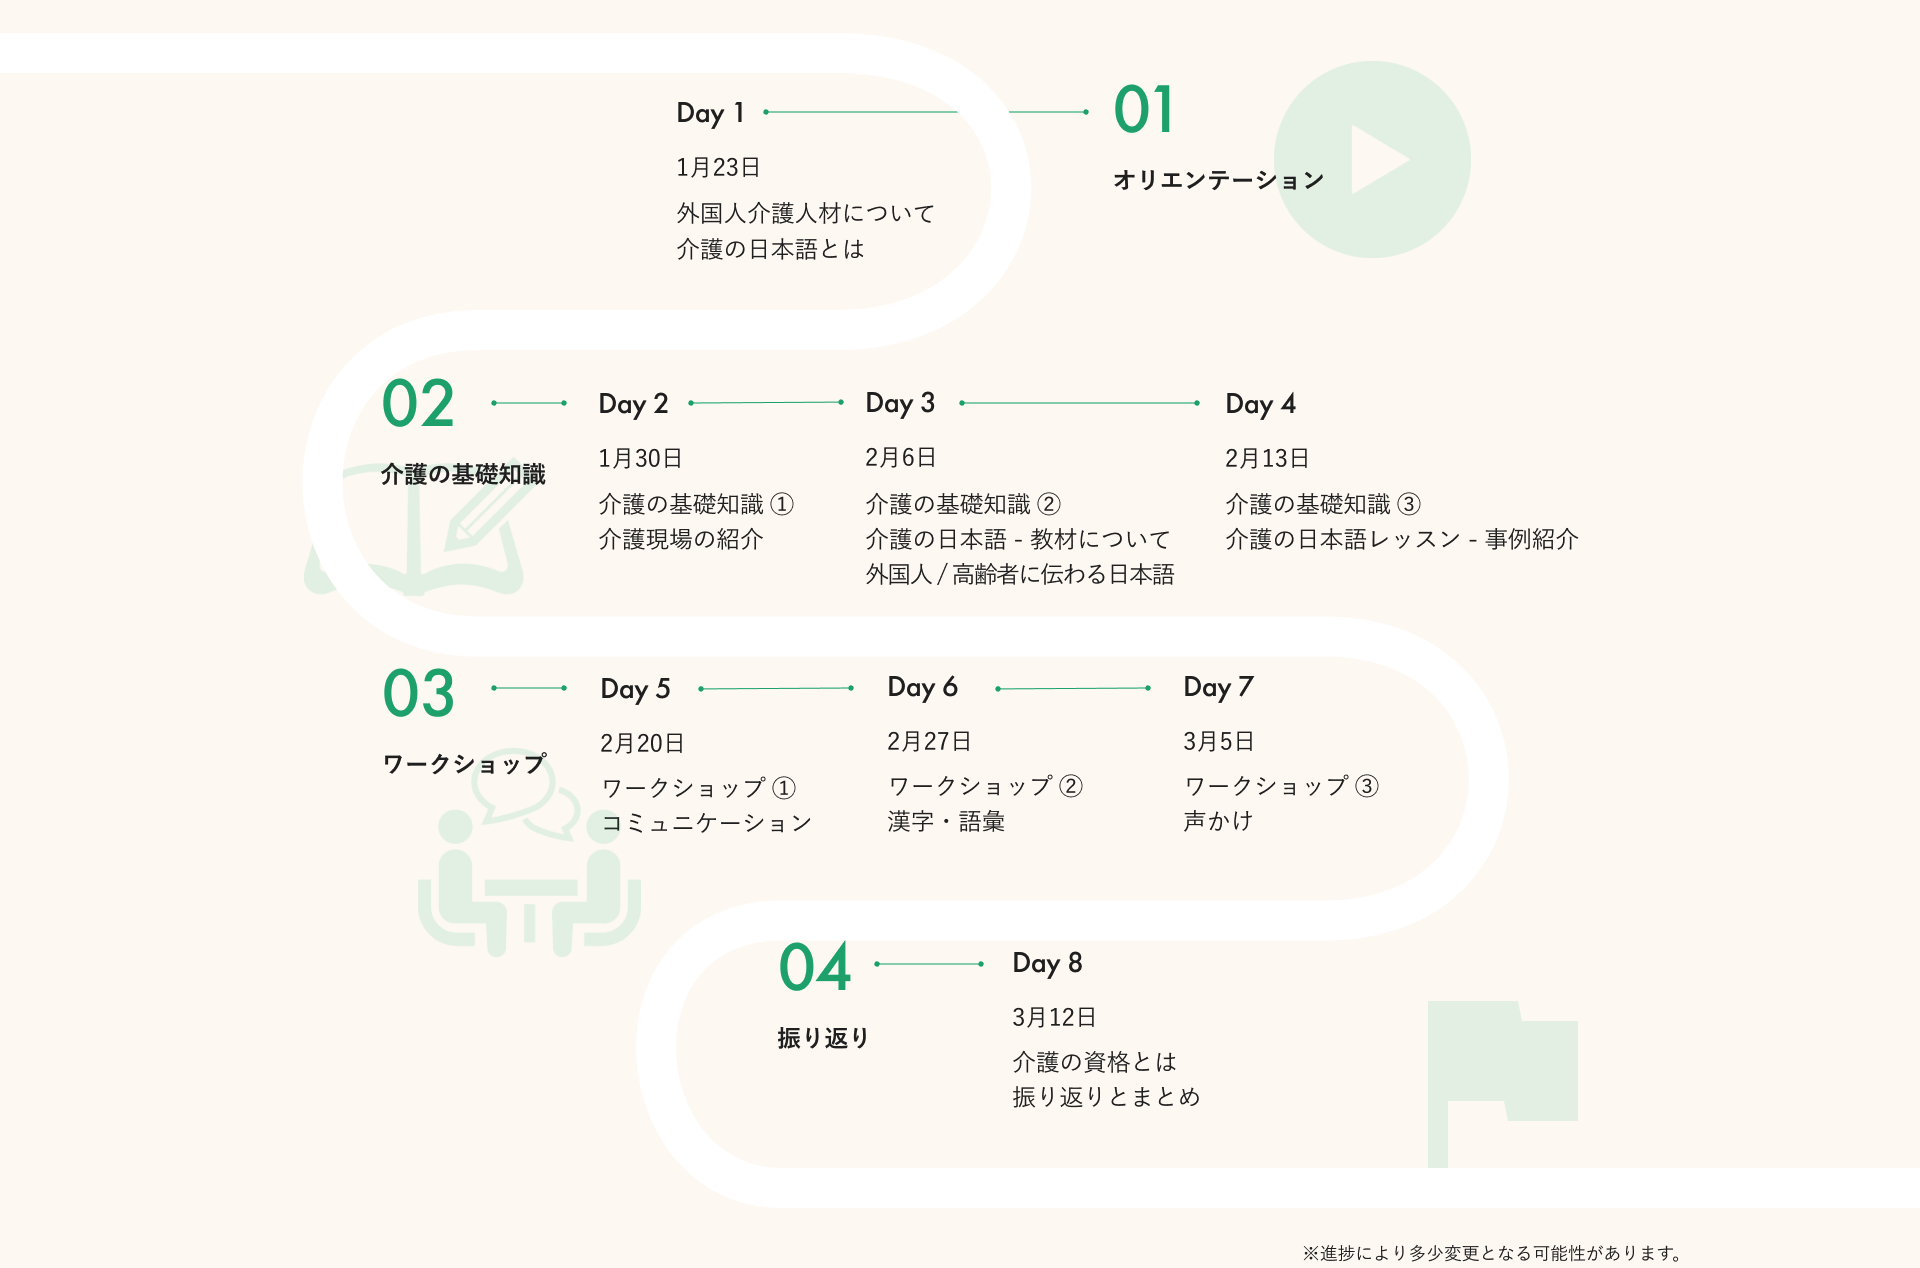 Day 1
01
1月23日
オリエンテーション
外国人介護人材について
介護の日本語とは
02
介護の基礎知識
Day 2
1月30日
介護の基礎知識 ①
介護現場の紹介
Day 3
2月6日
介護の基礎知識 ②
介護の日本語 - 教材について
外国人 / 高齢者に伝わる日本語
Day 4
2月13日
介護の基礎知識 ③
介護の日本語レッスン - 事例紹介
03
ワークショップ
Day 5
2月20日
ワークショップ ①
コミュニケーション
Day 6
2月27日
ワークショップ ②
漢字・語彙
Day 7
3月5日
ワークショップ ③
声かけ
04
振り返り
Day 8
3月12日
介護の資格とは
振り返りとまとめ
※進捗により多少変更となる可能性があります。